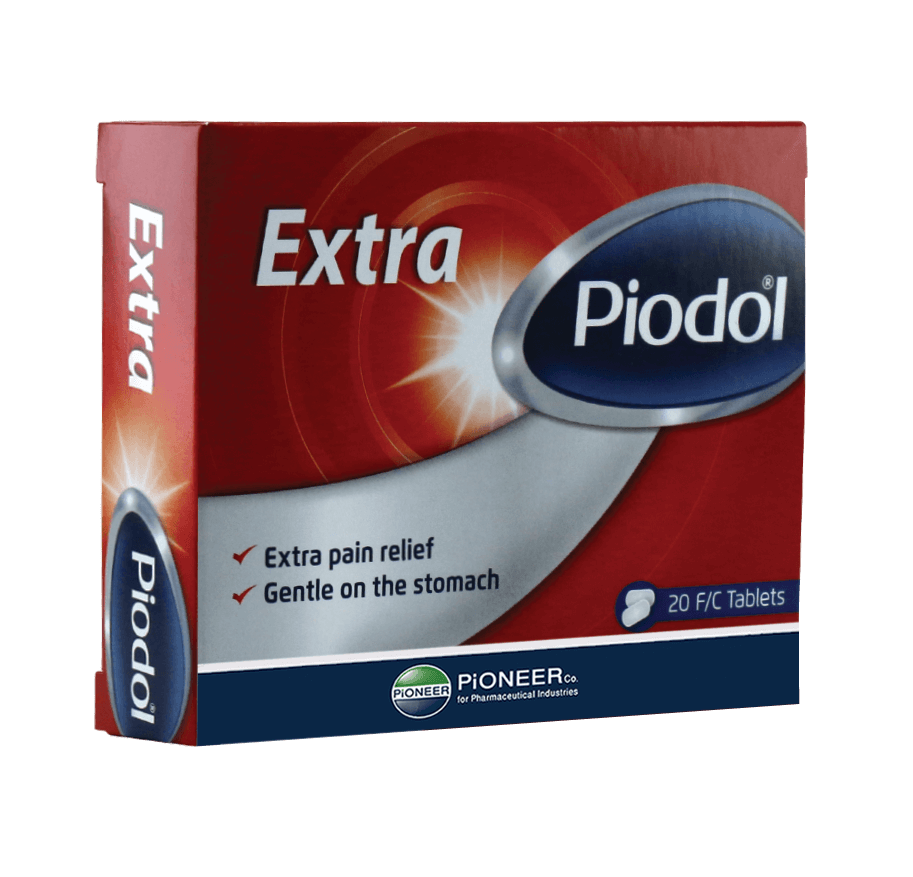 Extra
Piodol®
Extra
Piodol®
Extra pain relief
Gentle on the stomach
20 F/C Tablets
PiONEER
PiONEER Co.
for Pharmaceutical Industries